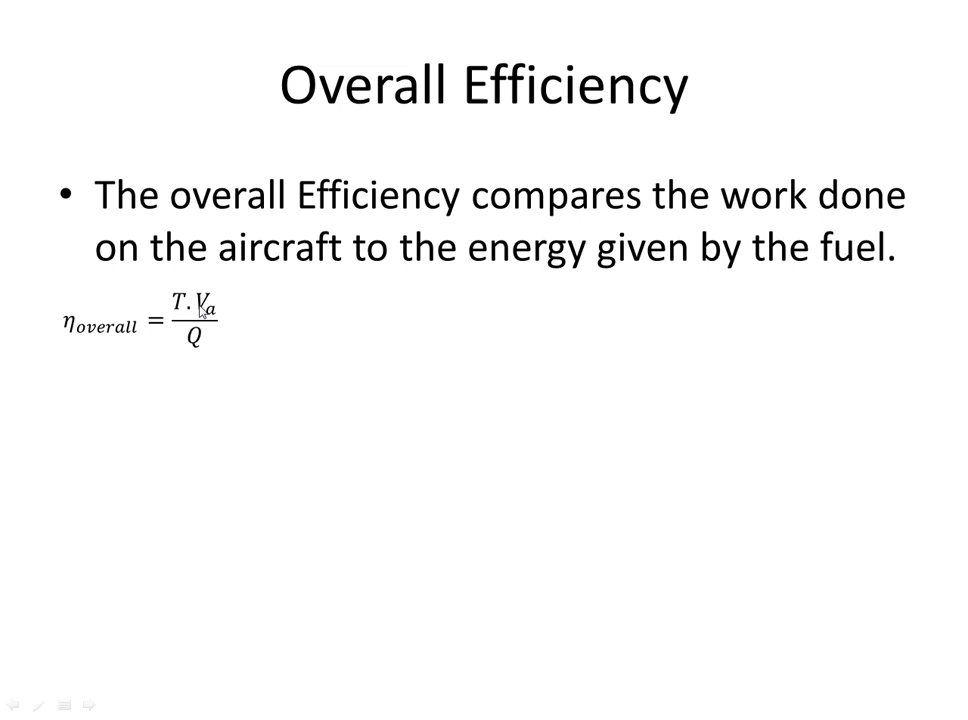 Overall Efficiency
• The overall Efficiency compares the work done
on the aircraft to the energy given by the fuel.
η_overall = T.V_a / Q